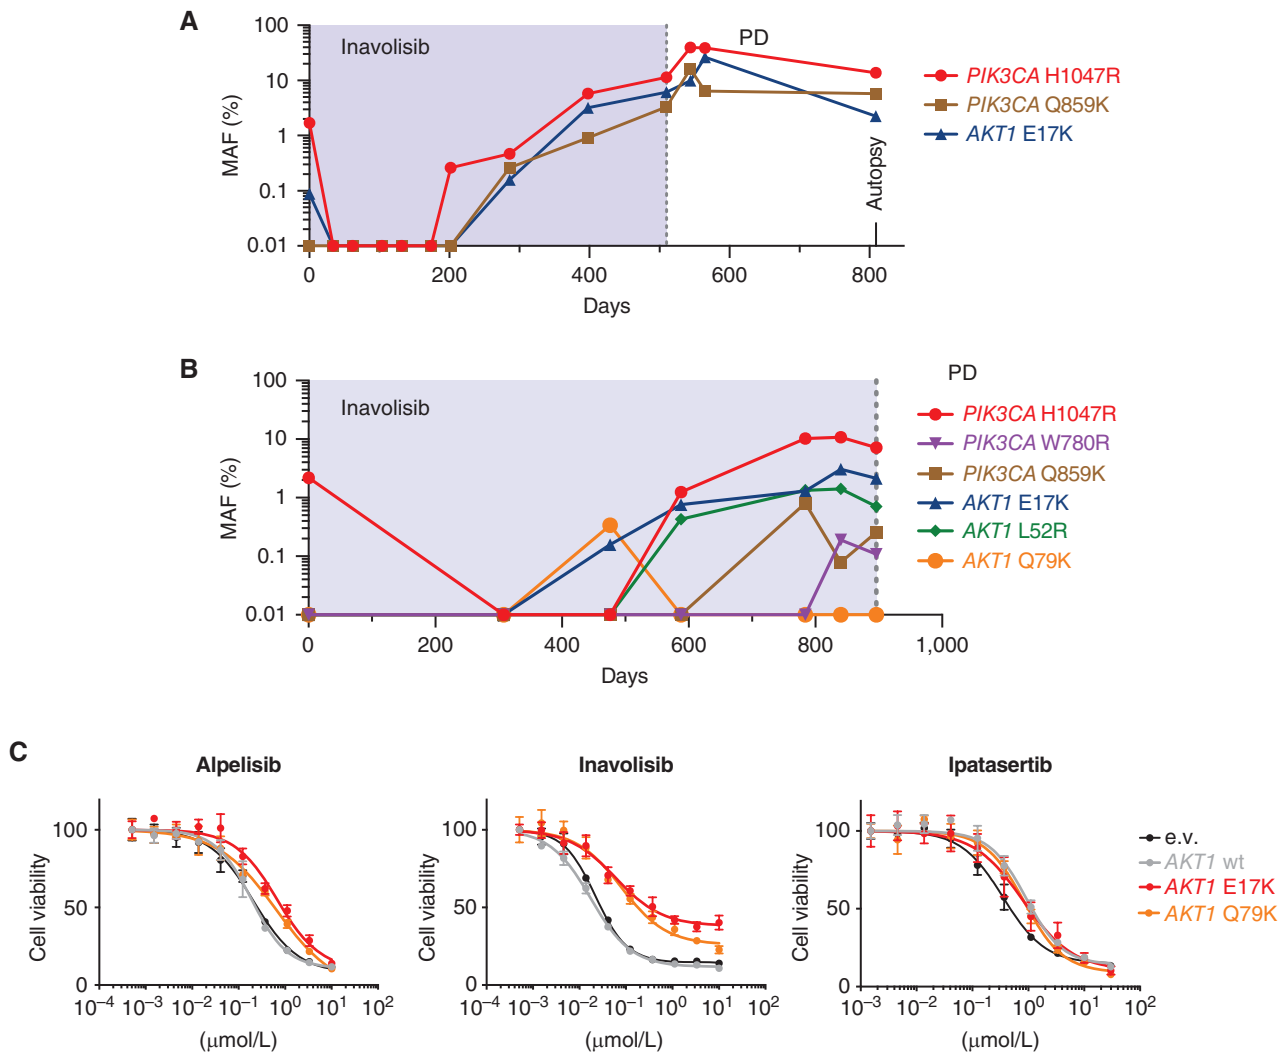 A
Inavolisib
PD
100
10
1
0.1
0.01
MAF (%)
0
200
400
600
800
Days
Autopsy
PIK3CA H1047R
PIK3CA Q859K
AKT1 E17K
B
Inavolisib
PD
100
10
1
0.1
0.01
MAF (%)
0
200
400
600
800
1,000
Days
PIK3CA H1047R
PIK3CA W780R
PIK3CA Q859K
AKT1 E17K
AKT1 L52R
AKT1 Q79K
C
Alpelisib
100
50
0
Cell viability
10⁻⁴ 10⁻³ 10⁻² 10⁻¹ 10⁰ 10¹ 10²
(μmol/L)
Inavolisib
100
50
0
Cell viability
10⁻⁴ 10⁻³ 10⁻² 10⁻¹ 10⁰ 10¹ 10²
(μmol/L)
Ipatasertib
100
50
0
Cell viability
10⁻³ 10⁻² 10⁻¹ 10⁰ 10¹ 10²
(μmol/L)
e.v.
AKT1 wt
AKT1 E17K
AKT1 Q79K